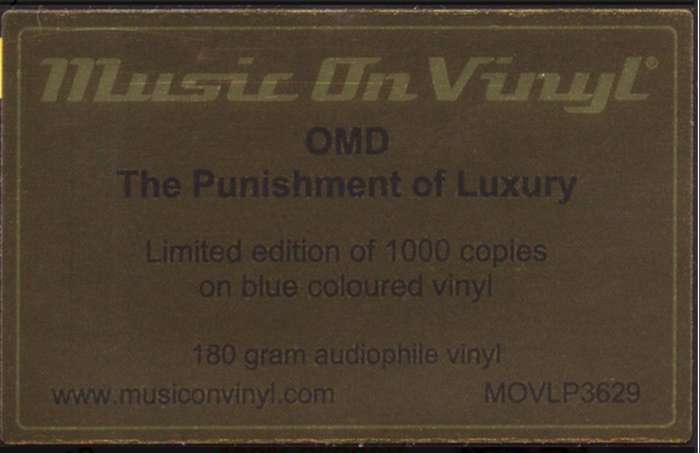 Music On Vinyl®
OMD
The Punishment of Luxury
Limited edition of 1000 copies
on blue coloured vinyl
180 gram audiophile vinyl
www.musiconvinyl.com
MOVLP3629